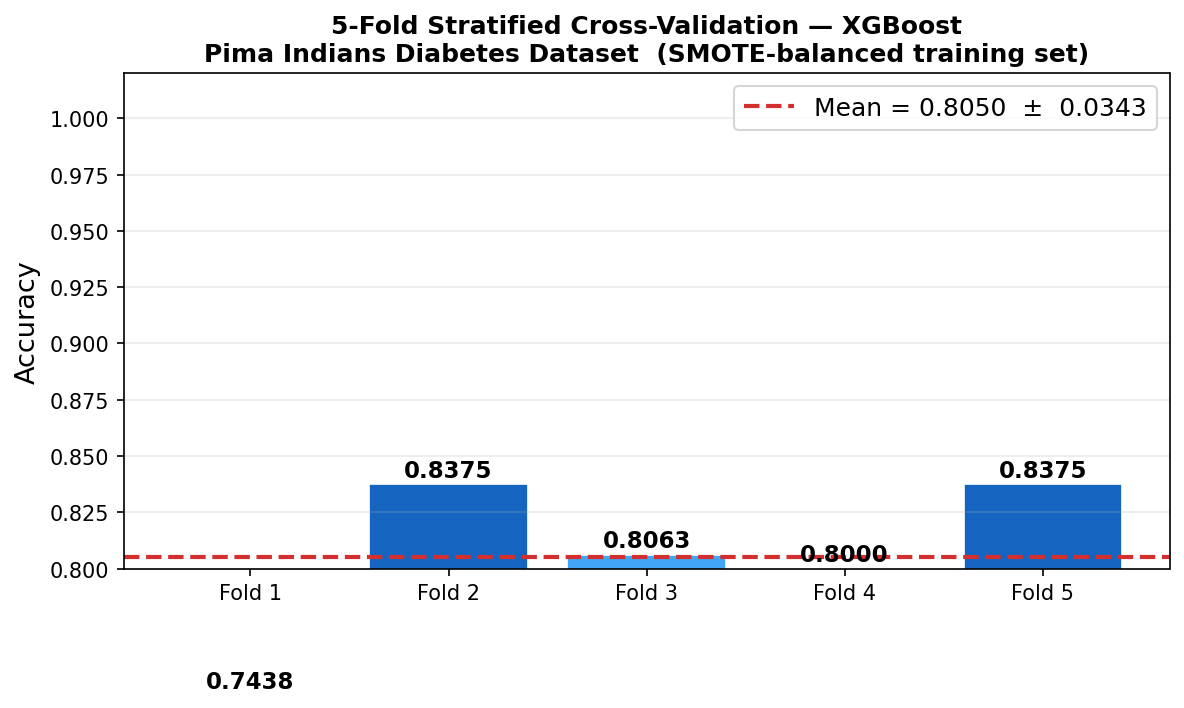 5-Fold Stratified Cross-Validation — XGBoost
Pima Indians Diabetes Dataset  (SMOTE-balanced training set)
Mean = 0.8050  ±  0.0343
Accuracy
1.000
0.975
0.950
0.925
0.900
0.875
0.850
0.825
0.800
0.8375
0.8063
0.8000
0.8375
Fold 1
Fold 2
Fold 3
Fold 4
Fold 5
0.7438